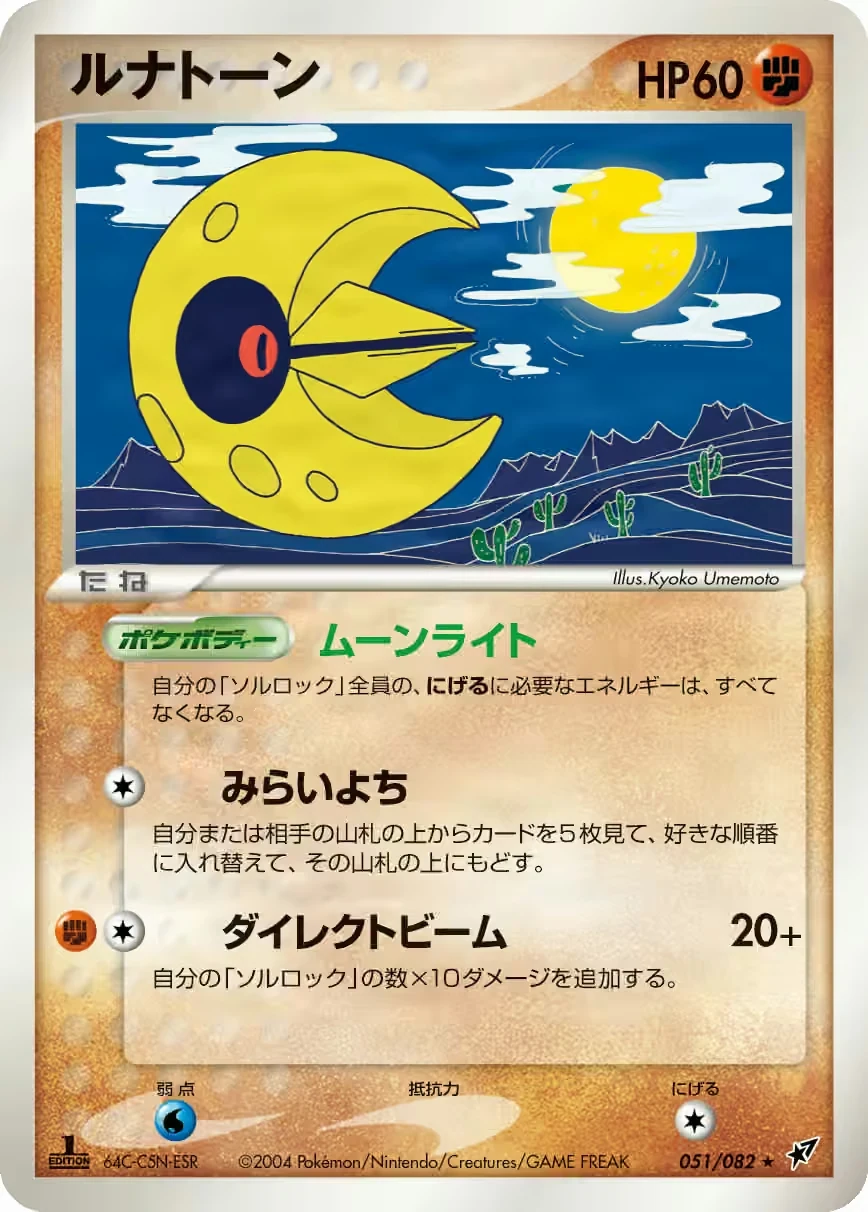 ルナトーン HP60
たね Illus.Kyoko Umemoto
ポケボディー ムーンライト
自分の「ソルロック」全員の、にげるに必要なエネルギーは、すべて
なくなる。
みらいよち
自分または相手の山札の上からカードを5枚見て、好きな順番
に入れ替えて、その山札の上にもどす。
ダイレクトビーム 20+
自分の「ソルロック」の数×10ダメージを追加する。
弱点 抵抗力 にげる
1 EDITION 64C-C5N-ESR ©2004 Pokémon/Nintendo/Creatures/GAME FREAK 051/082 ★